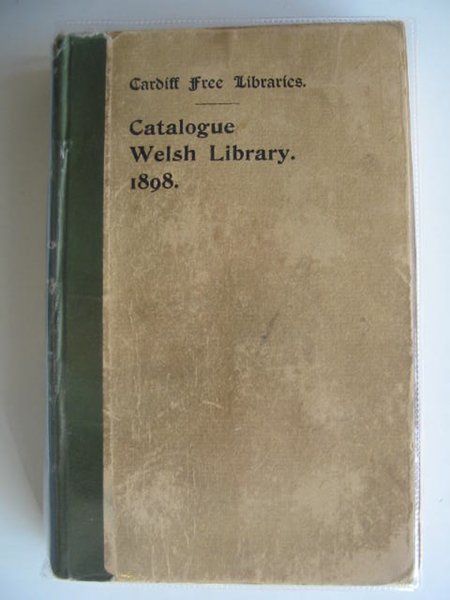 Cardiff Free Libraries.
Catalogue
Welsh Library.
1898.